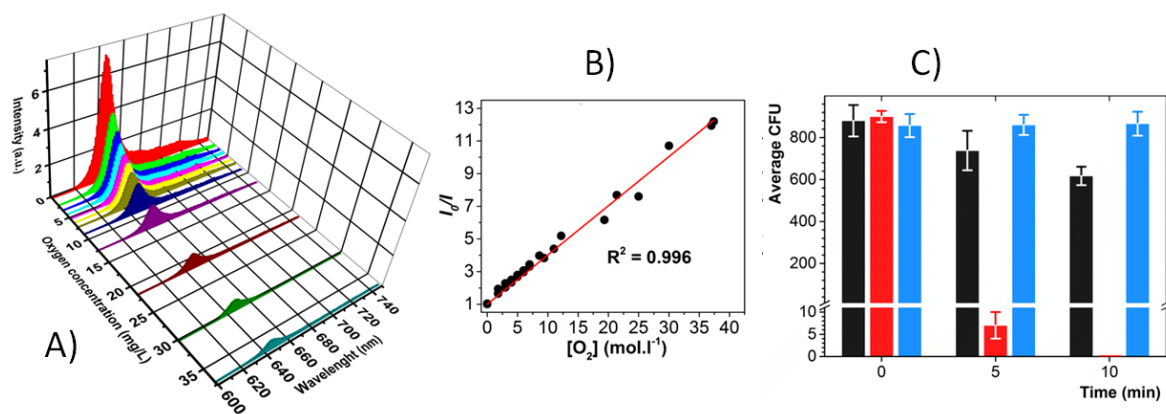 A)
Intensity (a.u.)
6
4
2
0
0
5
10
15
20
25
30
35
Oxygen concentration (mg/L)
600
620
640
660
680
700
720
740
Wavelenght (nm)
B)
I₀/I
13
11
9
7
5
3
1
0 5 10 15 20 25 30 35 40
[O₂] (mol.l⁻¹)
R² = 0.996
C)
Average CFU
800
600
400
200
10
5
0
0 5 10
Time (min)